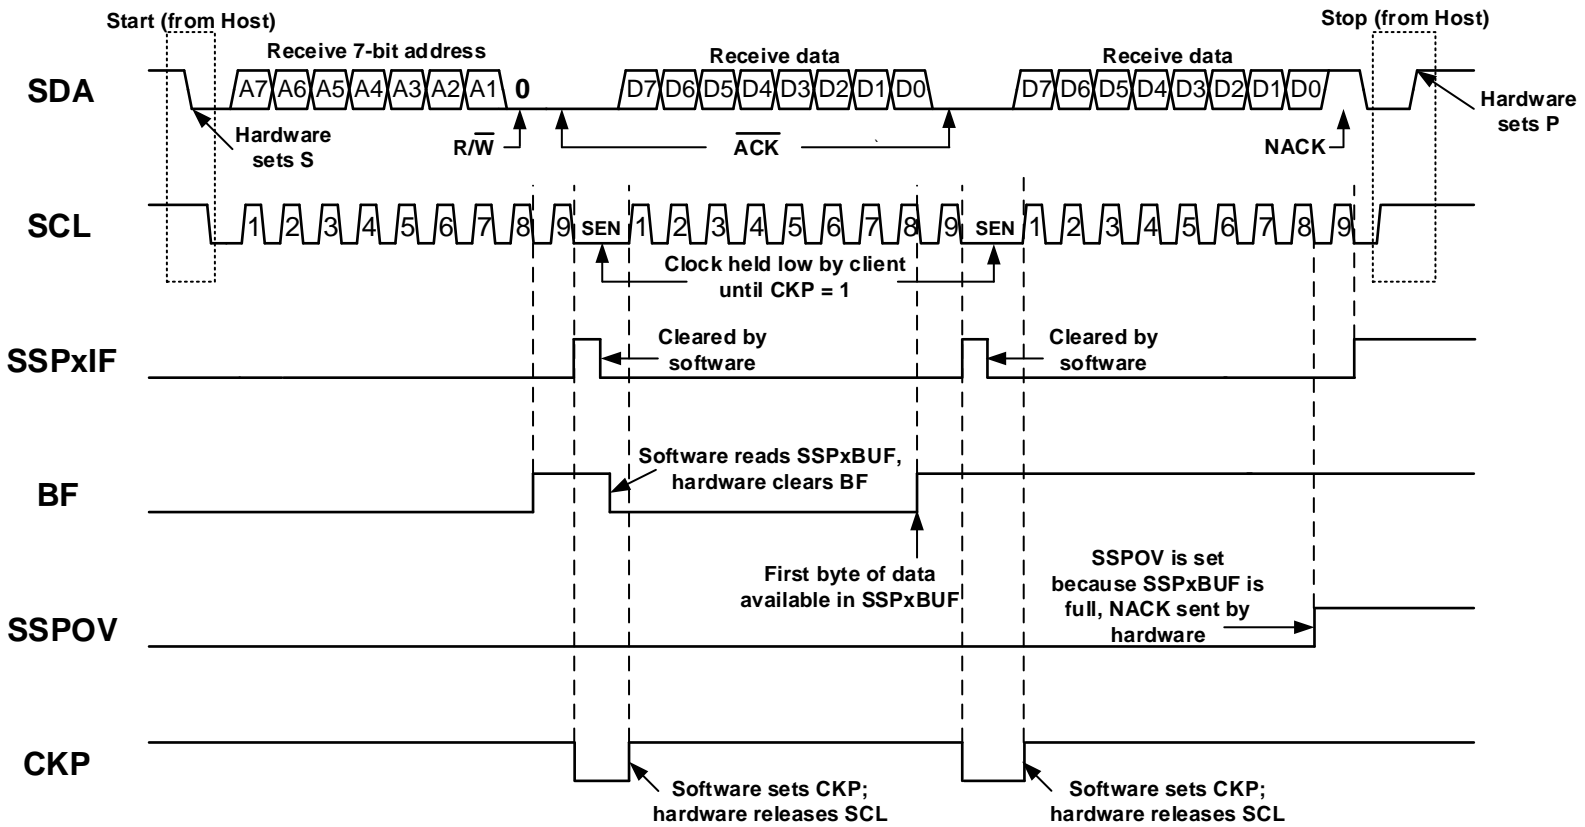 Start (from Host)
Stop (from Host)
Receive 7-bit address
Receive data
Receive data
SDA
A7 A6 A5 A4 A3 A2 A1 0
D7 D6 D5 D4 D3 D2 D1 D0
D7 D6 D5 D4 D3 D2 D1 D0
Hardware
sets S
R/W̅
A̅C̅K̅
NACK
Hardware
sets P
SCL
1 2 3 4 5 6 7 8 9 SEN 1 2 3 4 5 6 7 8 9 SEN 1 2 3 4 5 6 7 8 9
Clock held low by client
until CKP = 1
SSPxIF
Cleared by
software
Cleared by
software
BF
Software reads SSPxBUF,
hardware clears BF
First byte of data
available in SSPxBUF
SSPOV
SSPOV is set
because SSPxBUF is
full, NACK sent by
hardware
CKP
Software sets CKP;
hardware releases SCL
Software sets CKP;
hardware releases SCL